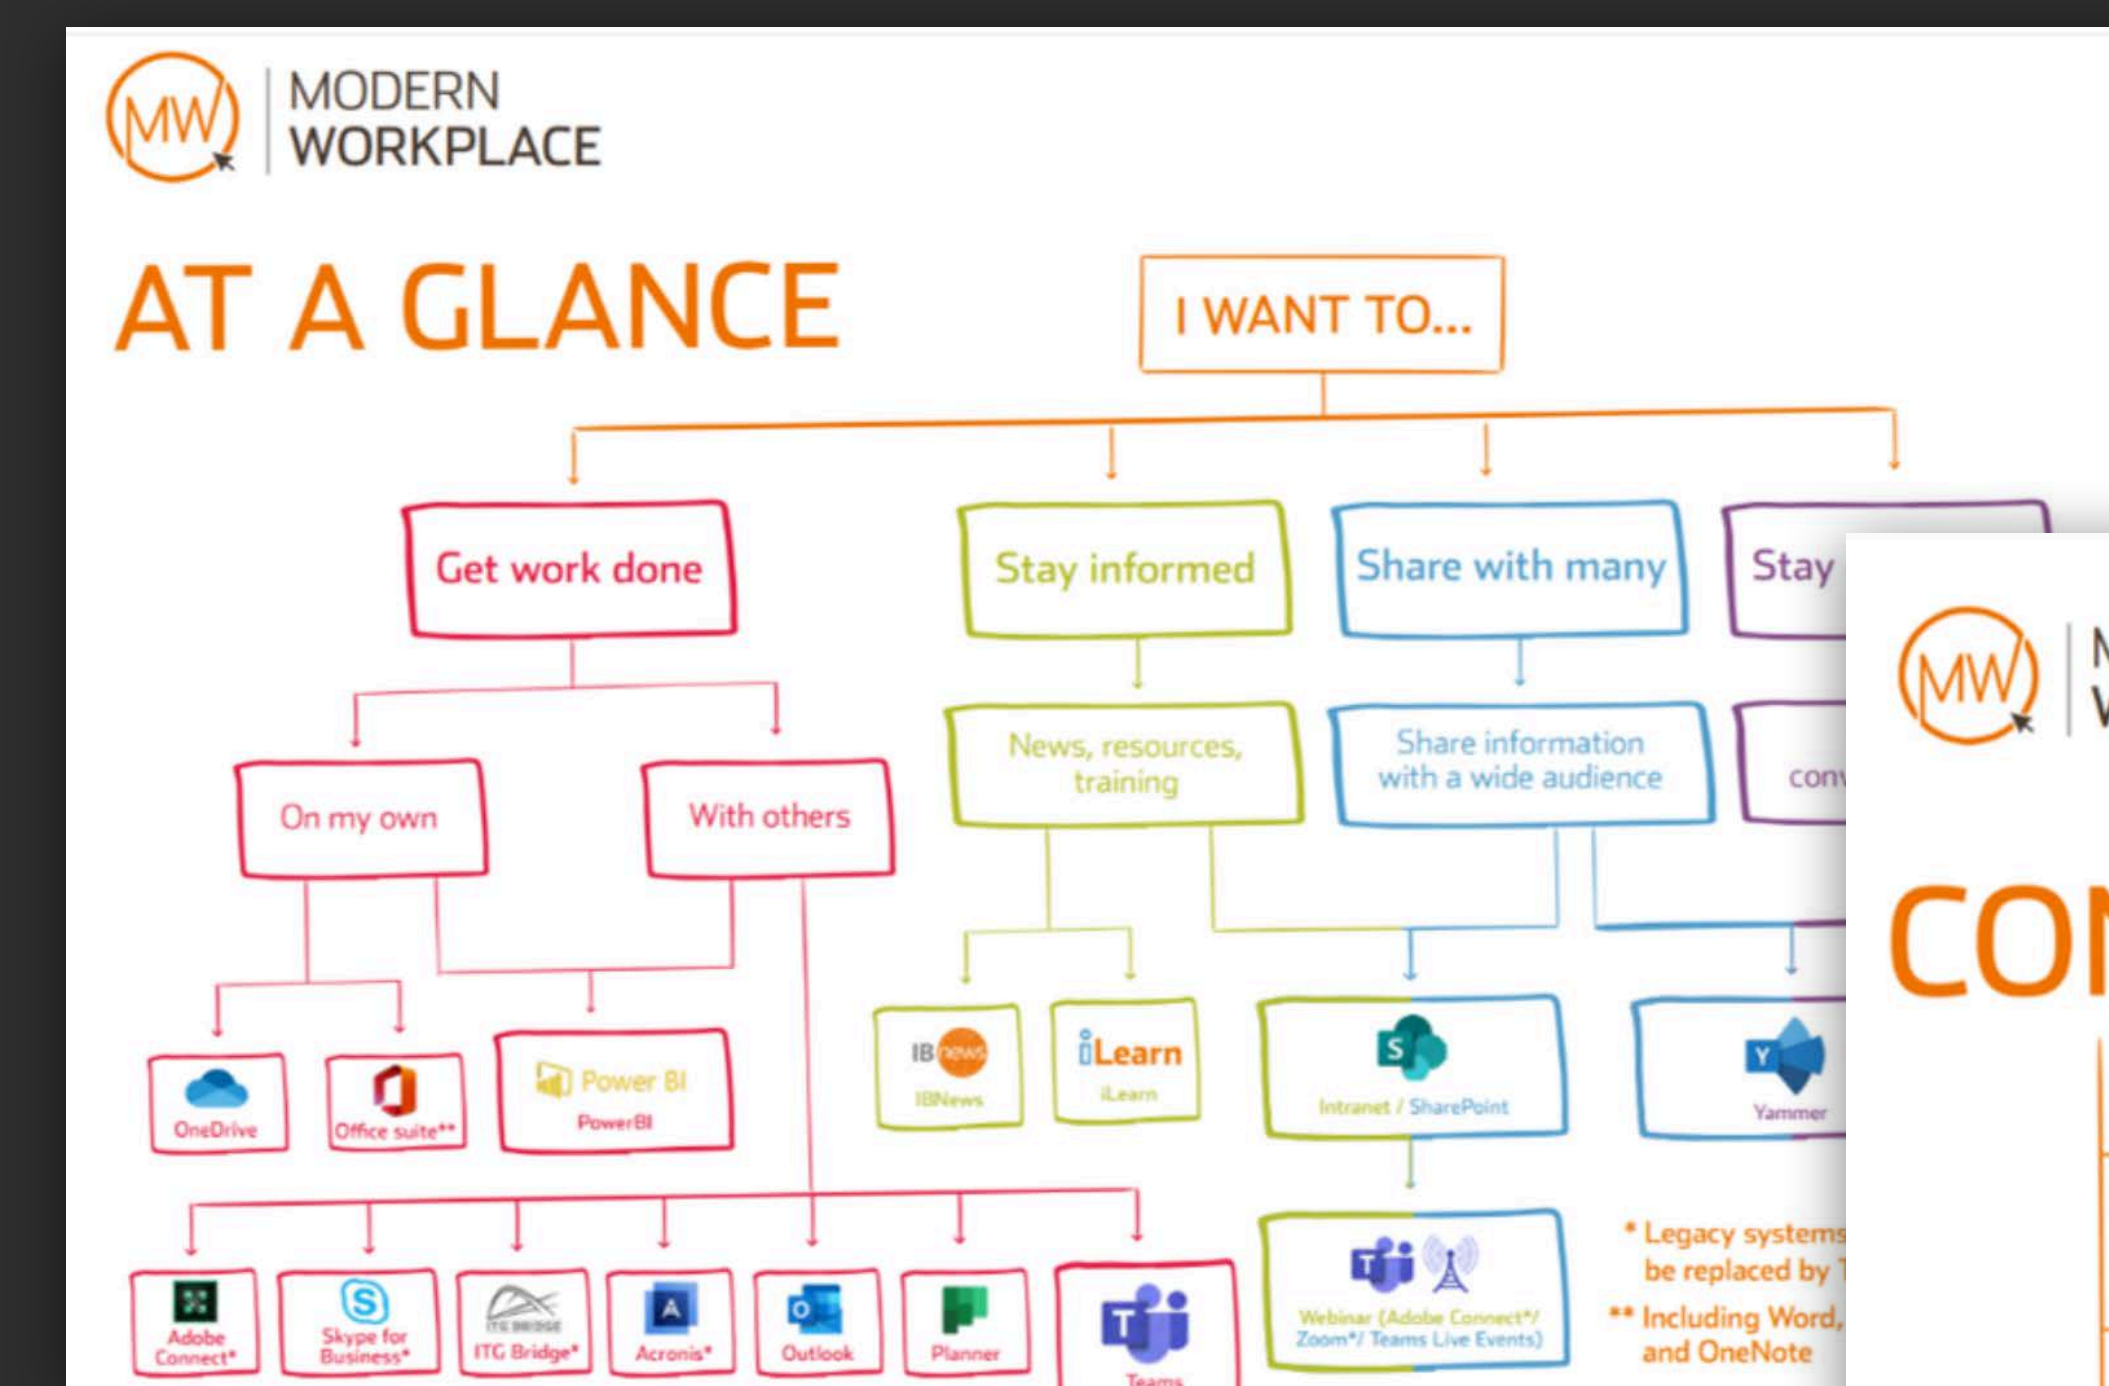 MW
MODERN
WORKPLACE
AT A GLANCE
I WANT TO...
Get work done
Stay informed
Share with many
Stay
On my own
With others
News, resources,
training
Share information
with a wide audience
OneDrive
Office suite**
Power BI
PowerBI
IBnews
IBNews
iLearn
iLearn
S
Intranet / SharePoint
Y
Yammer
Adobe
Connect*
S
Skype for
Business*
ITG BRIDGE
ITG Bridge*
A
Acronis*
O
Outlook
Planner
T
Teams
T
Webinar (Adobe Connect*/
Zoom*/ Teams Live Events)
* Legacy systems
be replaced by
** Including Word,
and OneNote
MW